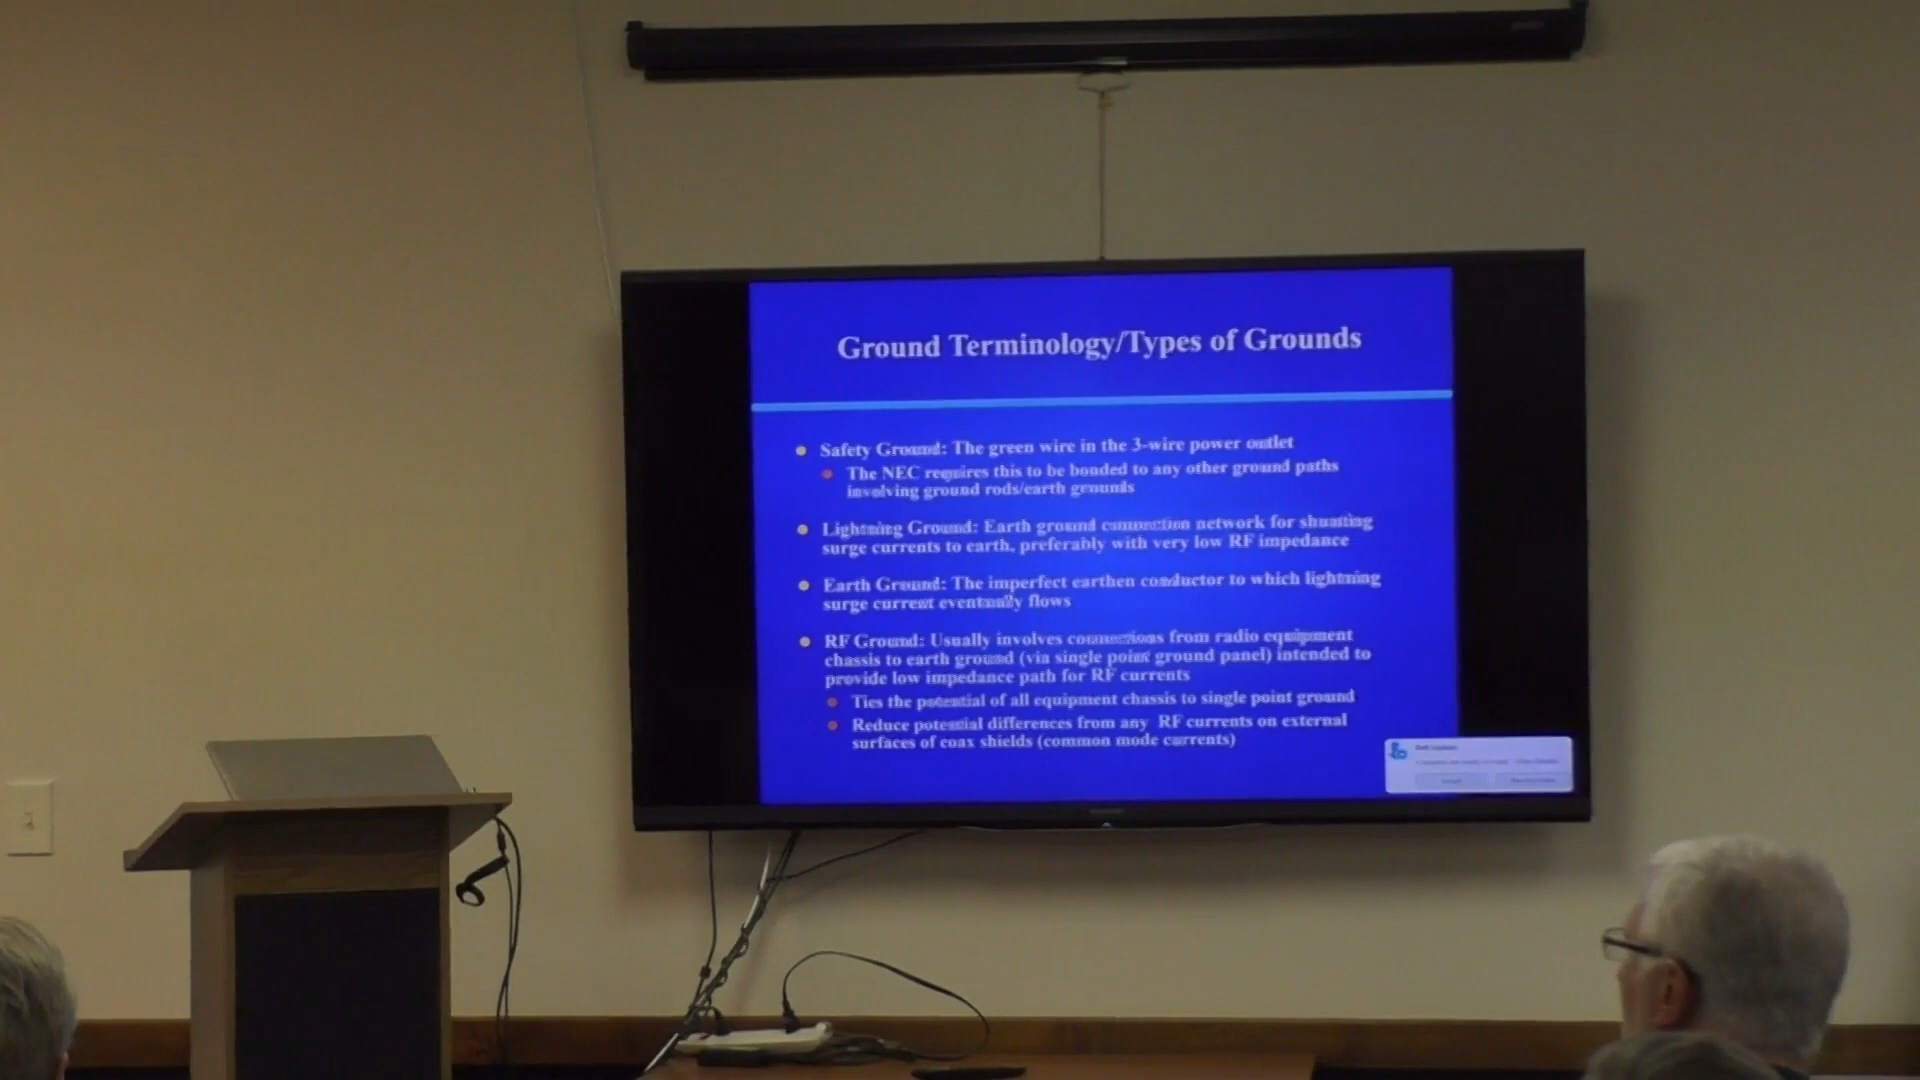 Ground Terminology/Types of Grounds
Safety Ground: The green wire in the 3-wire power outlet
The NEC requires this to be bonded to any other ground paths
involving ground rods/earth grounds
Lightning Ground: Earth ground connection network for shunting
surge currents to earth, preferably with very low RF impedance
Earth Ground: The imperfect earthen conductor to which lightning
surge current eventually flows
RF Ground: Usually involves connections from radio equipment
chassis to earth ground (via single point ground panel) intended to
provide low impedance path for RF currents
Ties the potential of all equipment chassis to single point ground
Reduce potential differences from any RF currents on external
surfaces of coax shields (common mode currents)